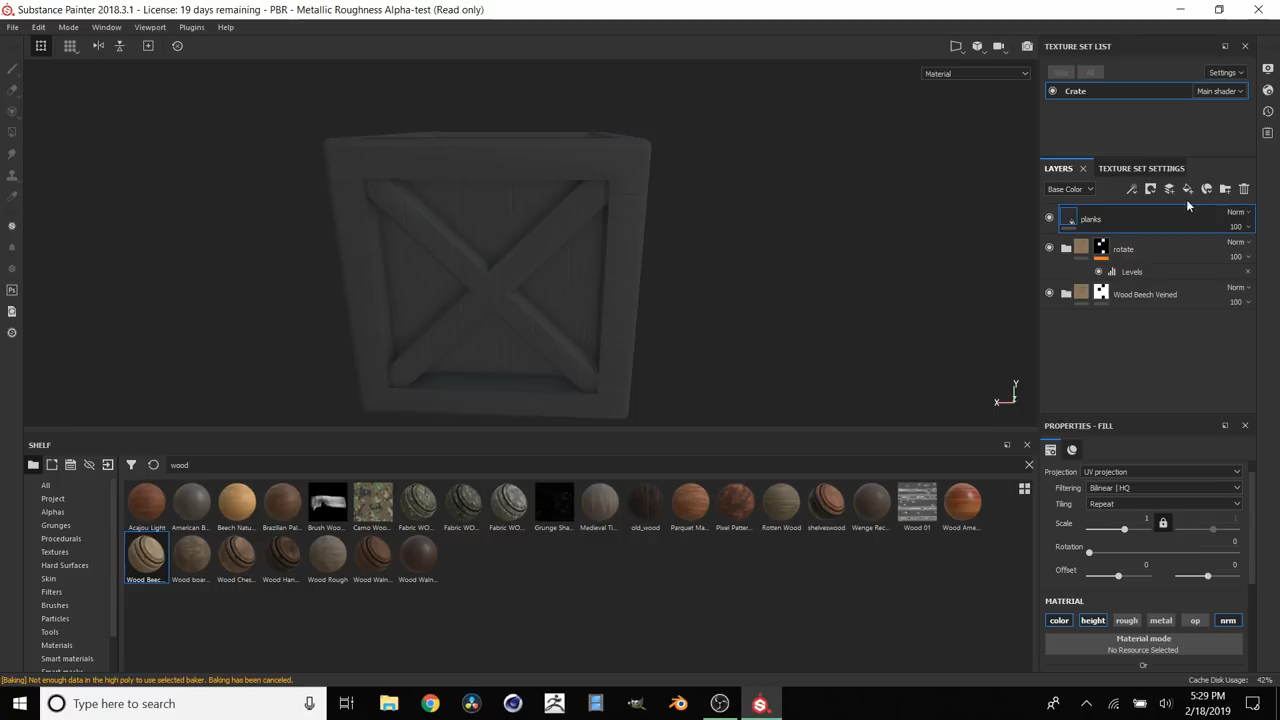 Substance Painter 2018.3.1 - License: 19 days remaining - PBR - Metallic Roughness Alpha-test (Read only)
File Edit Mode Window Viewport Plugins Help
Material
TEXTURE SET LIST
Settings
Crate Main shader
LAYERS TEXTURE SET SETTINGS
Base Color
planks Norm 100
rotate Norm 100
Levels
Wood Beech Veined Norm 100
X Y
PROPERTIES - FILL
Projection UV projection
Filtering Bilinear | HQ
Tiling Repeat
Scale 1
Rotation 0
Offset 0 0
MATERIAL
color height rough metal op nrm
Material mode
No Resource Selected
Or
SHELF
wood
All
Project
Alphas
Grunges
Procedurals
Textures
Hard Surfaces
Skin
Filters
Brushes
Particles
Tools
Materials
Smart materials
Acajou Light American B... Beech Natu... Brazilian Pal... Brush Woo... Camo Woo... Fabric WO... Fabric WO... Fabric WO... Grunge Sha... Medieval Ti... old_wood Parquet Ma... Pixel Patter... Rotten Wood shelveswood Wenge Rec... Wood 01 Wood Ame...
Wood Beec... Wood boar... Wood Ches... Wood Han... Wood Rough Wood Waln... Wood Waln...
[Baking] Not enough data in the high poly to use selected baker. Baking has been canceled.
Cache Disk Usage: 42%
Type here to search
5:29 PM
2/18/2019